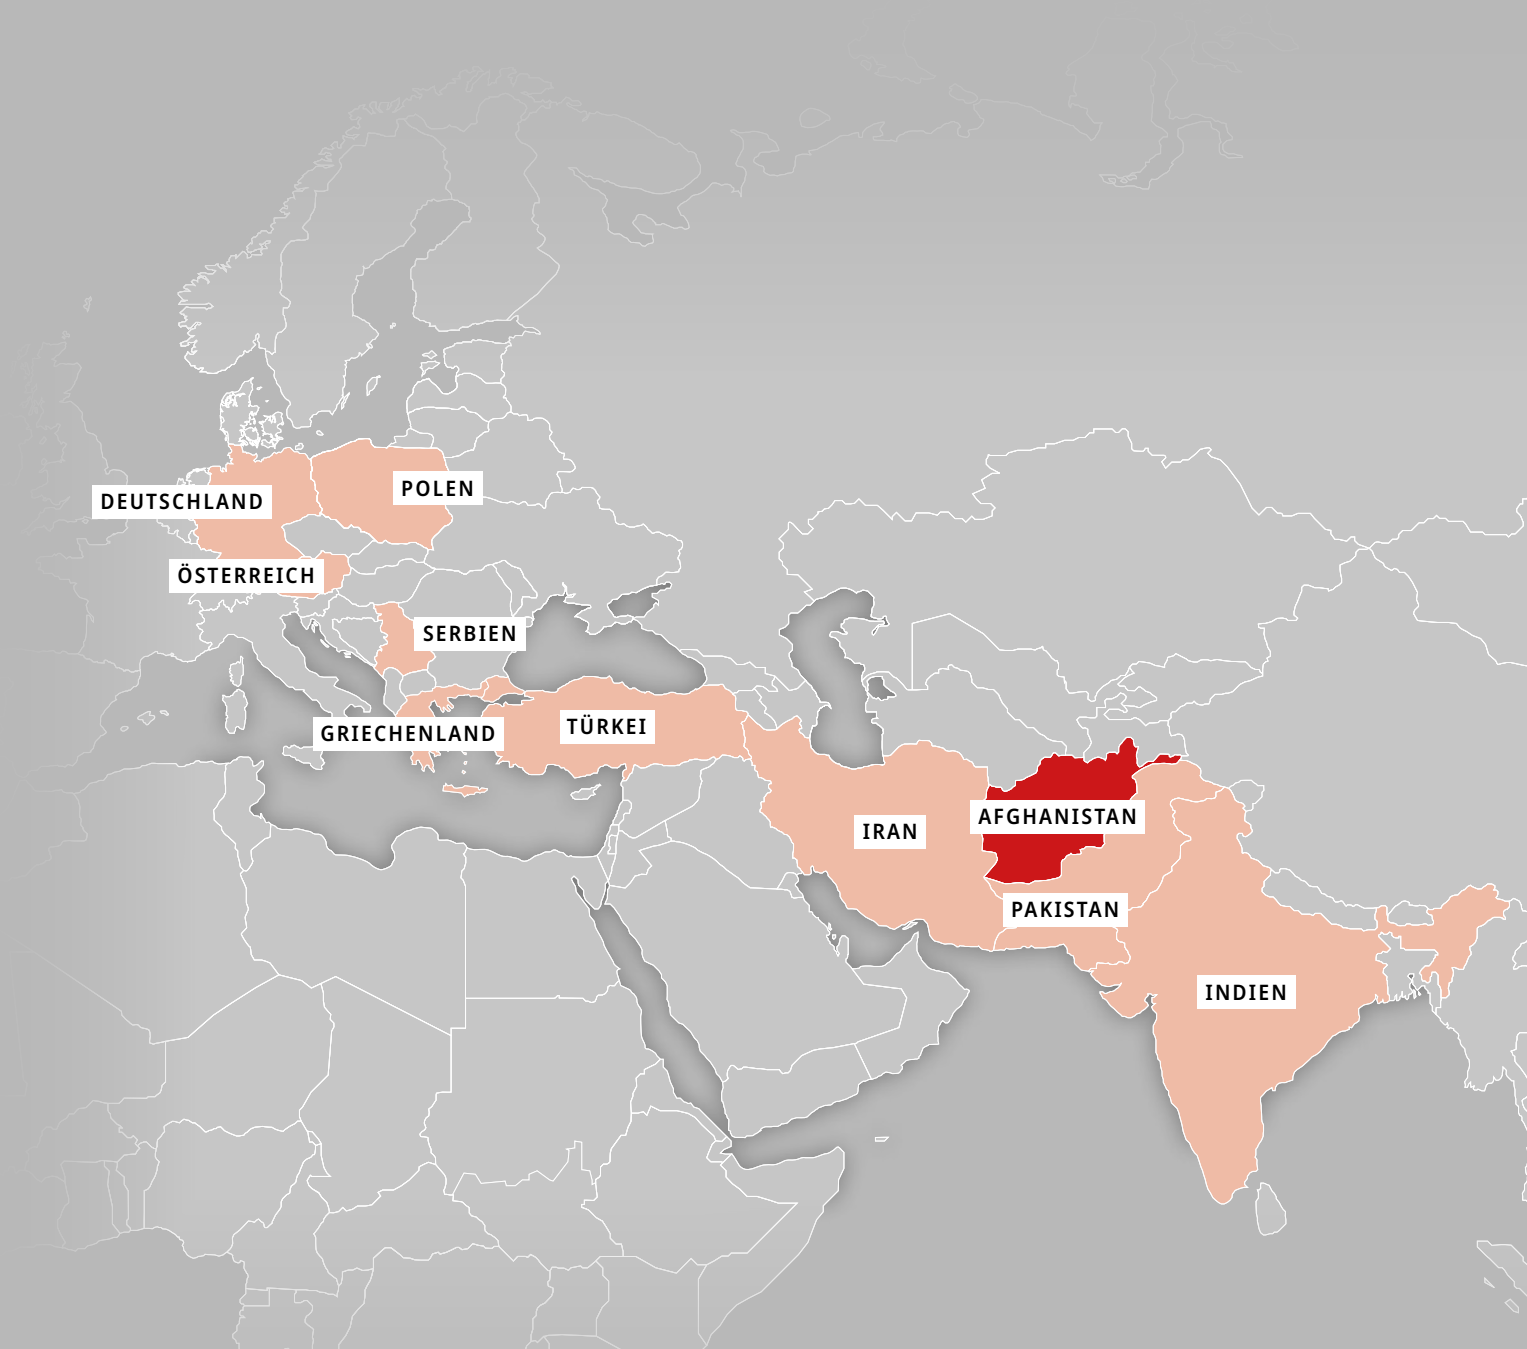 POLEN
DEUTSCHLAND
ÖSTERREICH
SERBIEN
GRIECHENLAND
TÜRKEI
AFGHANISTAN
IRAN
PAKISTAN
INDIEN